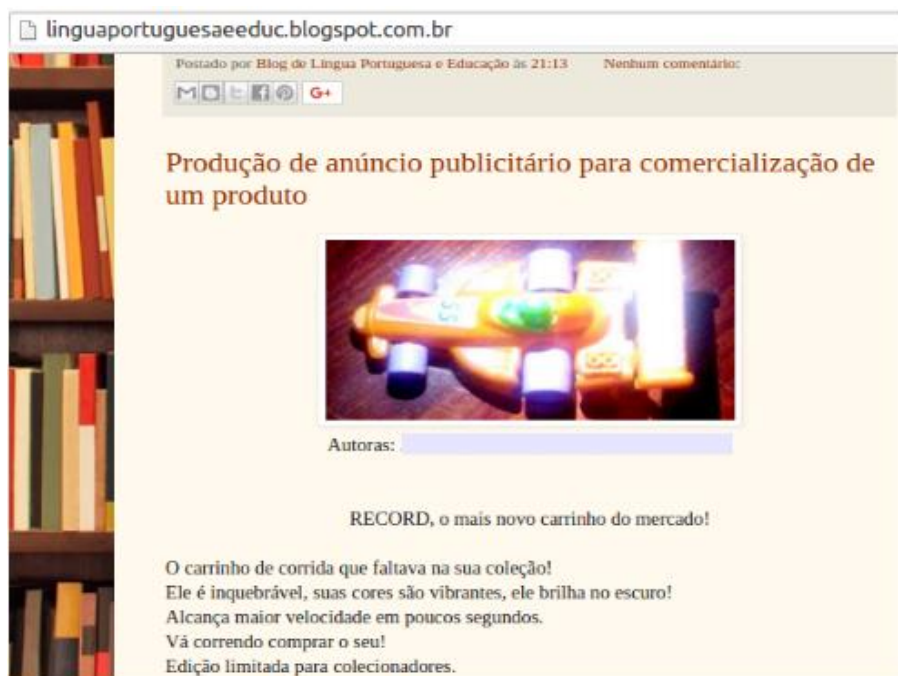 linguaportuguesaeeduc.blogspot.com.br
Postado por Blog de Língua Portuguesa e Educação às 21:13 Nenhum comentário:
G+
Produção de anúncio publicitário para comercialização de
um produto
Autoras:
RECORD, o mais novo carrinho do mercado!
O carrinho de corrida que faltava na sua coleção!
Ele é inquebrável, suas cores são vibrantes, ele brilha no escuro!
Alcança maior velocidade em poucos segundos.
Vá correndo comprar o seu!
Edição limitada para colecionadores.